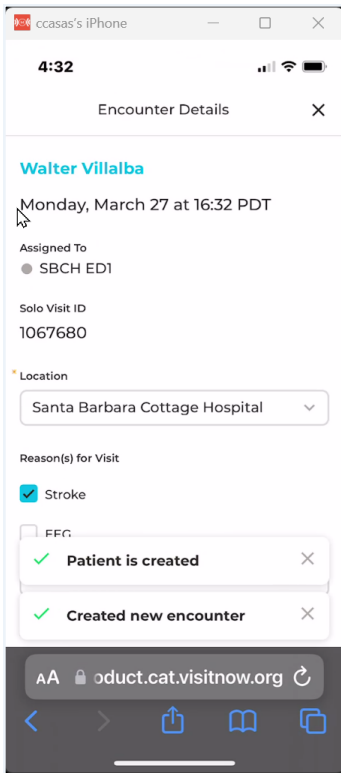 ccasas's iPhone
4:32
Encounter Details
Walter Villalba
Monday, March 27 at 16:32 PDT
Assigned To
SBCH ED1
Solo Visit ID
1067680
* Location
Santa Barbara Cottage Hospital
Reason(s) for Visit
Stroke
EEG
Patient is created
Created new encounter
AA oduct.cat.visitnow.org